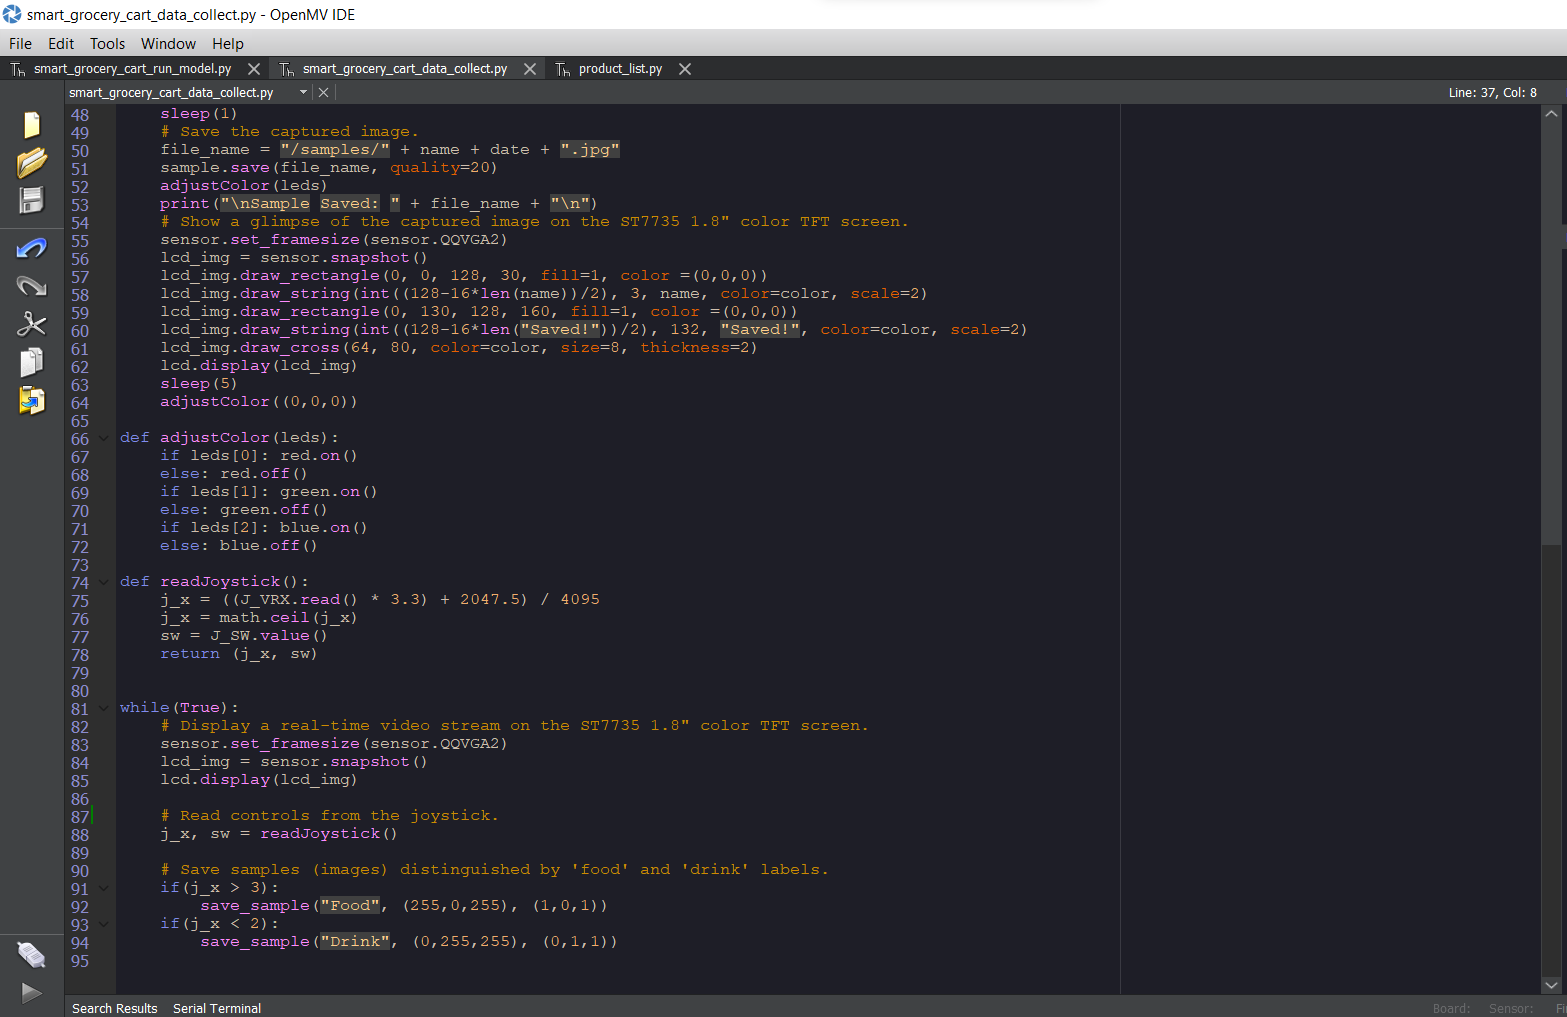 smart_grocery_cart_data_collect.py - OpenMV IDE
File Edit Tools Window Help
smart_grocery_cart_run_model.py smart_grocery_cart_data_collect.py product_list.py
smart_grocery_cart_data_collect.py Line: 37, Col: 8
48 sleep(1)
49 # Save the captured image.
50 file_name = "/samples/" + name + date + ".jpg"
51 sample.save(file_name, quality=20)
52 adjustColor(leds)
53 print("\nSample Saved: " + file_name + "\n")
54 # Show a glimpse of the captured image on the ST7735 1.8" color TFT screen.
55 sensor.set_framesize(sensor.QQVGA2)
56 lcd_img = sensor.snapshot()
57 lcd_img.draw_rectangle(0, 0, 128, 30, fill=1, color =(0,0,0))
58 lcd_img.draw_string(int((128-16*len(name))/2), 3, name, color=color, scale=2)
59 lcd_img.draw_rectangle(0, 130, 128, 160, fill=1, color =(0,0,0))
60 lcd_img.draw_string(int((128-16*len("Saved!"))/2), 132, "Saved!", color=color, scale=2)
61 lcd_img.draw_cross(64, 80, color=color, size=8, thickness=2)
62 lcd.display(lcd_img)
63 sleep(5)
64 adjustColor((0,0,0))
65
66 def adjustColor(leds):
67 if leds[0]: red.on()
68 else: red.off()
69 if leds[1]: green.on()
70 else: green.off()
71 if leds[2]: blue.on()
72 else: blue.off()
73
74 def readJoystick():
75 j_x = ((J_VRX.read() * 3.3) + 2047.5) / 4095
76 j_x = math.ceil(j_x)
77 sw = J_SW.value()
78 return (j_x, sw)
79
80
81 while(True):
82 # Display a real-time video stream on the ST7735 1.8" color TFT screen.
83 sensor.set_framesize(sensor.QQVGA2)
84 lcd_img = sensor.snapshot()
85 lcd.display(lcd_img)
86
87 # Read controls from the joystick.
88 j_x, sw = readJoystick()
89
90 # Save samples (images) distinguished by 'food' and 'drink' labels.
91 if(j_x > 3):
92 save_sample("Food", (255,0,255), (1,0,1))
93 if(j_x < 2):
94 save_sample("Drink", (0,255,255), (0,1,1))
95
Search Results Serial Terminal Board: Sensor: